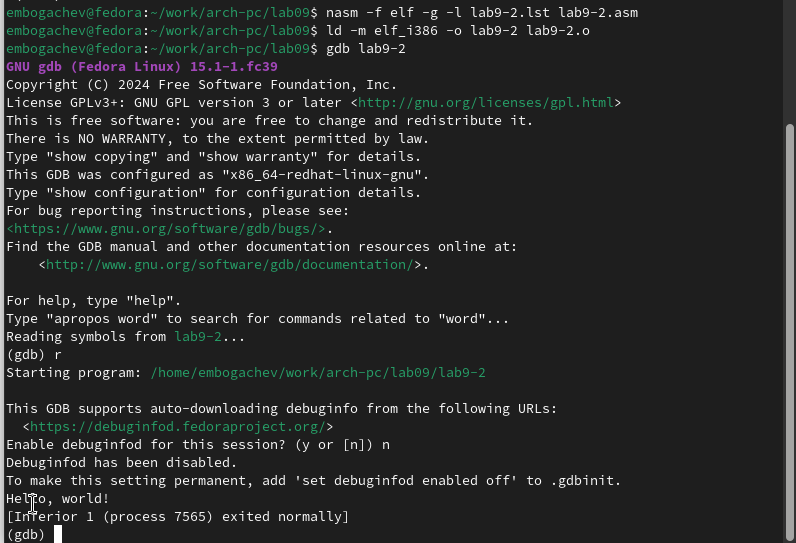 embogachev@fedora:~/work/arch-pc/lab09$ nasm -f elf -g -l lab9-2.lst lab9-2.asm
embogachev@fedora:~/work/arch-pc/lab09$ ld -m elf_i386 -o lab9-2 lab9-2.o
embogachev@fedora:~/work/arch-pc/lab09$ gdb lab9-2
GNU gdb (Fedora Linux) 15.1-1.fc39
Copyright (C) 2024 Free Software Foundation, Inc.
License GPLv3+: GNU GPL version 3 or later <http://gnu.org/licenses/gpl.html>
This is free software: you are free to change and redistribute it.
There is NO WARRANTY, to the extent permitted by law.
Type "show copying" and "show warranty" for details.
This GDB was configured as "x86_64-redhat-linux-gnu".
Type "show configuration" for configuration details.
For bug reporting instructions, please see:
<https://www.gnu.org/software/gdb/bugs/>.
Find the GDB manual and other documentation resources online at:
    <http://www.gnu.org/software/gdb/documentation/>.

For help, type "help".
Type "apropos word" to search for commands related to "word"...
Reading symbols from lab9-2...
(gdb) r
Starting program: /home/embogachev/work/arch-pc/lab09/lab9-2

This GDB supports auto-downloading debuginfo from the following URLs:
  <https://debuginfod.fedoraproject.org/>
Enable debuginfod for this session? (y or [n]) n
Debuginfod has been disabled.
To make this setting permanent, add 'set debuginfod enabled off' to .gdbinit.
Hello, world!
[Inferior 1 (process 7565) exited normally]
(gdb)